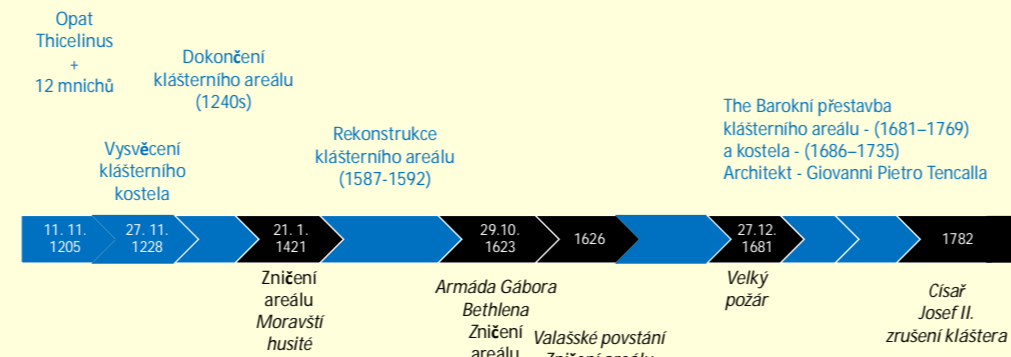 Opat
Thicelinus
+
12 mnichů
Dokončení
klášterního areálu
(1240s)
Vysvěcení
klášterního
kostela
Rekonstrukce
klášterního areálu
(1587-1592)
The Barokní přestavba
klášterního areálu - (1681–1769)
a kostela - (1686–1735)
Architekt - Giovanni Pietro Tencalla
11. 11.
1205
27. 11.
1228
21. 1.
1421
29.10.
1623
1626
27.12.
1681
1782
Zničení
areálu
Moravští
husité
Armáda Gábora
Bethlena
Zničení
areálu
Valašské povstání
Zničení areálu
Velký
požár
Císař
Josef II.
zrušení kláštera